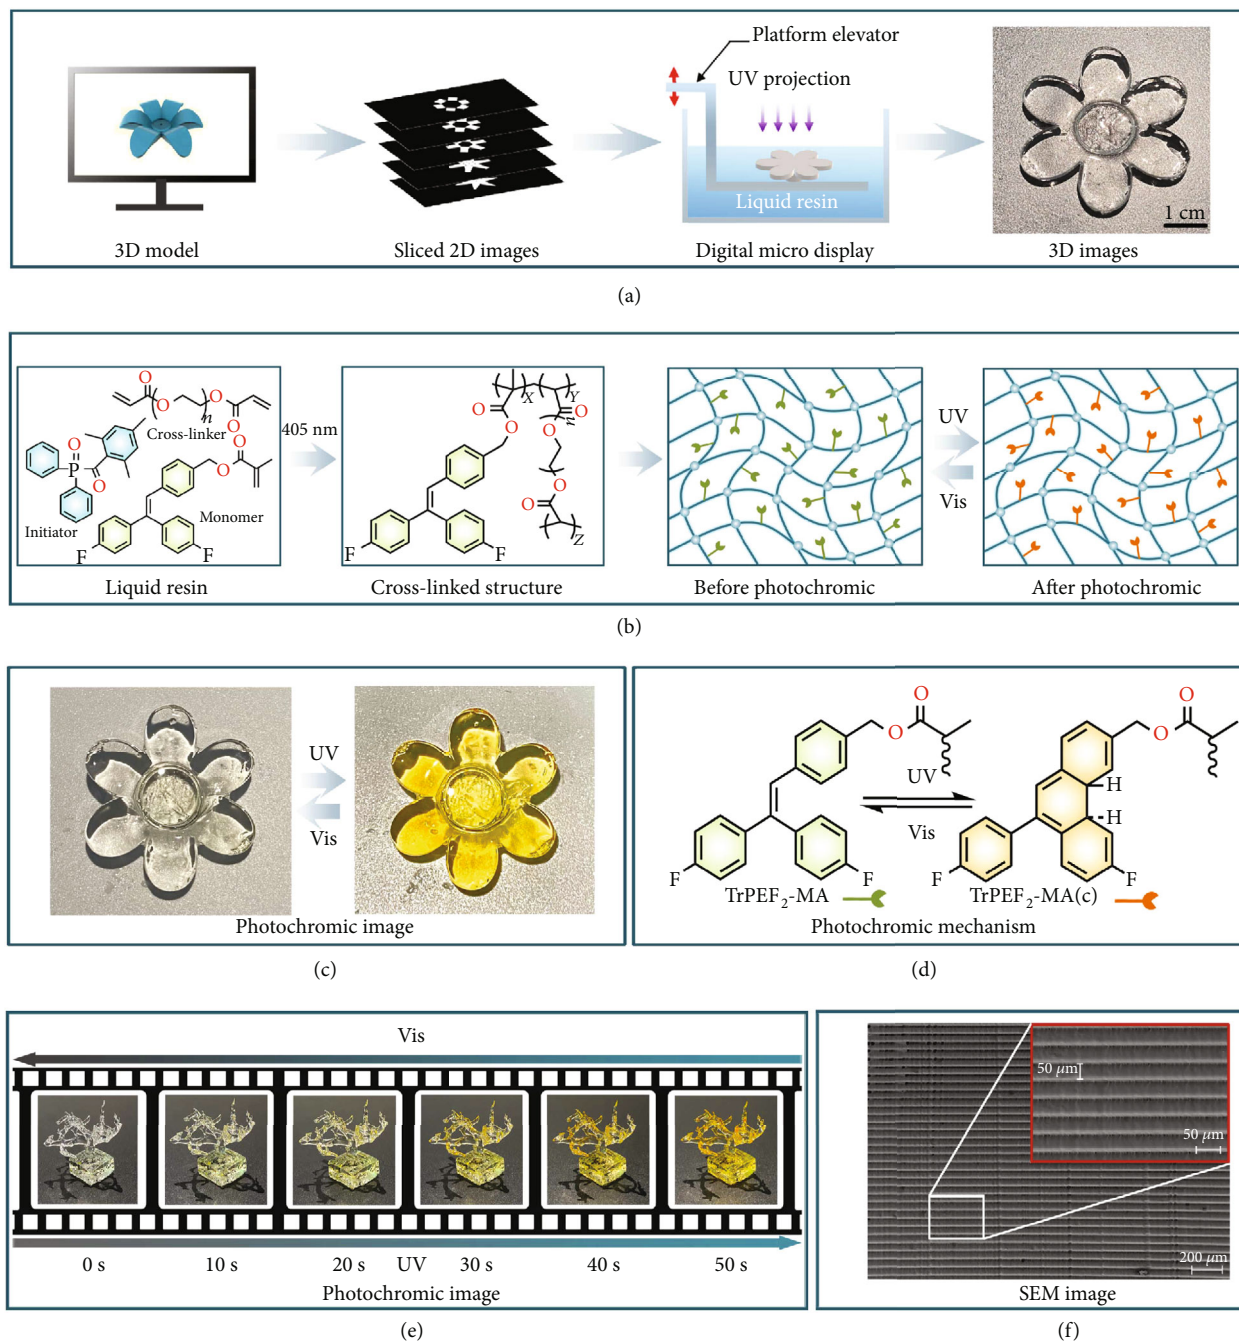 Platform elevator
UV projection
Liquid resin
1 cm
3D model
Sliced 2D images
Digital micro display
3D images
(a)
O
O
n
O
O
Cross-linker
O
P
O
Initiator
O
O
Monomer
F
F
Liquid resin
405 nm
X
Y
O
O
n
O
O
O
O
Z
F
F
Cross-linked structure
Before photochromic
UV
Vis
After photochromic
(b)
UV
Vis
Photochromic image
(c)
O
O
F
F
TrPEF2-MA
UV
Vis
O
O
H
H
F
F
TrPEF2-MA(c)
Photochromic mechanism
(d)
Vis
0 s
10 s
20 s
UV
30 s
40 s
50 s
Photochromic image
(e)
50 μm
50 μm
200 μm
SEM image
(f)